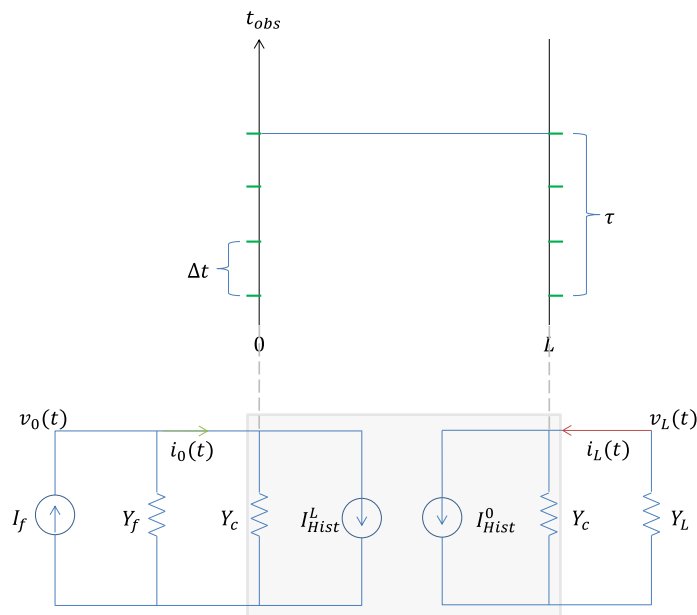 t_obs
τ
Δt
0 L
v_0(t) v_L(t)
i_0(t) i_L(t)
I_f Y_f Y_c I_Hist^L I_Hist^0 Y_c Y_L